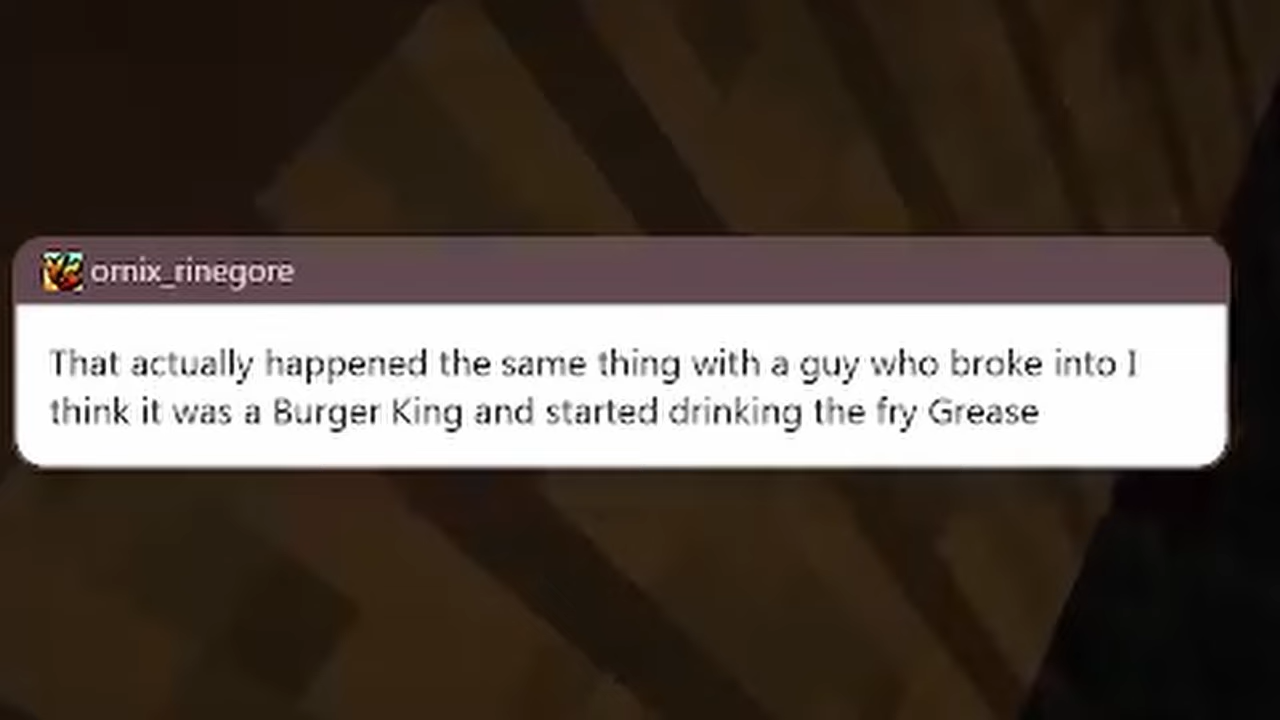 ornix_rinegore
That actually happened the same thing with a guy who broke into I
think it was a Burger King and started drinking the fry Grease